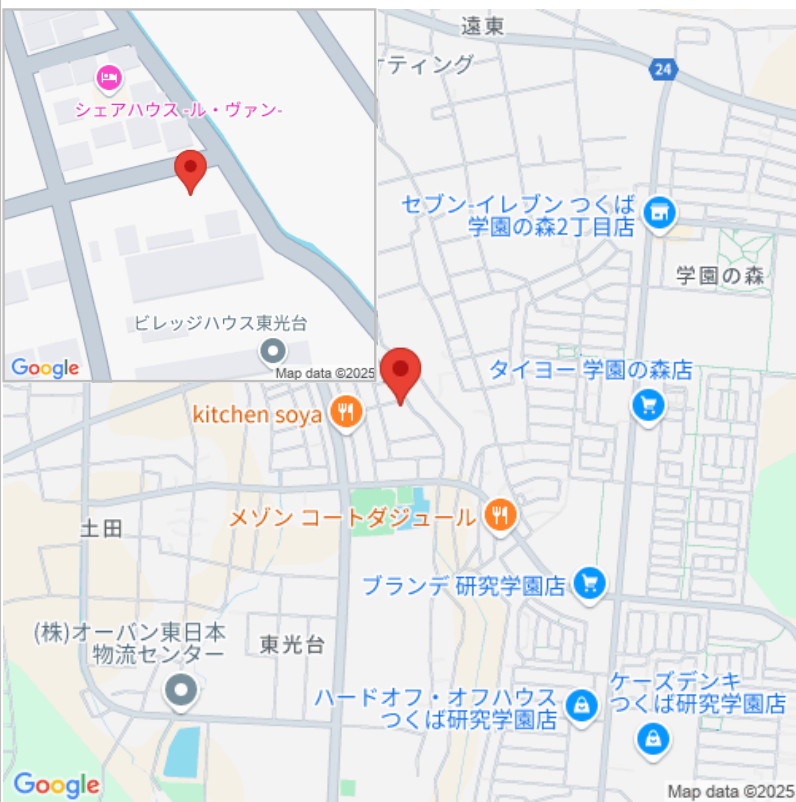 シェアハウス -ル・ヴァン-
ビレッジハウス東光台
Google
Map data ©2025
遠東
ティング
24
セブン-イレブン つくば
学園の森2丁目店
学園の森
タイヨー 学園の森店
kitchen soya
メゾン コートダジュール
土田
ブランデ 研究学園店
(株)オーバン東日本
物流センター
東光台
ハードオフ・オフハウス
つくば研究学園店
ケーズデンキ
つくば研究学園店
Google
Map data ©2025